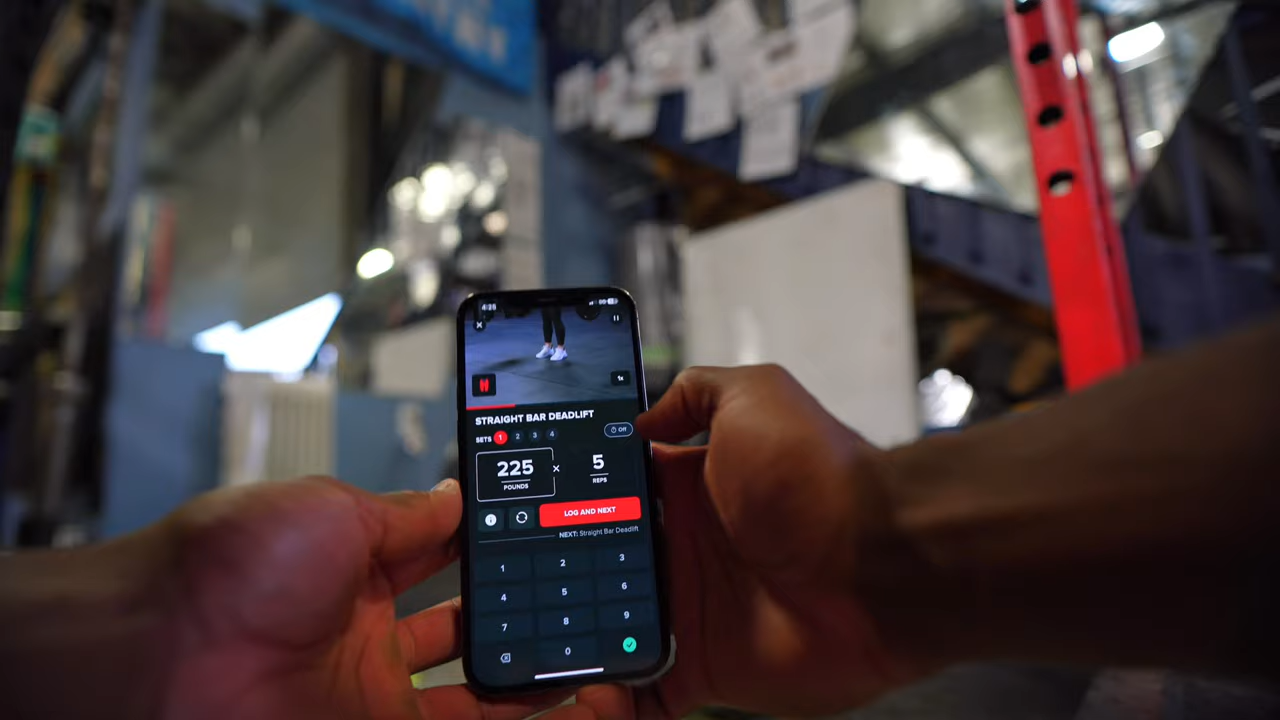 4:25
1x
STRAIGHT BAR DEADLIFT
SETS 1 2 3 4
Off
225 × 5
POUNDS REPS
LOG AND NEXT
NEXT: Straight Bar Deadlift
1 2 3
4 5 6
7 8 9
0